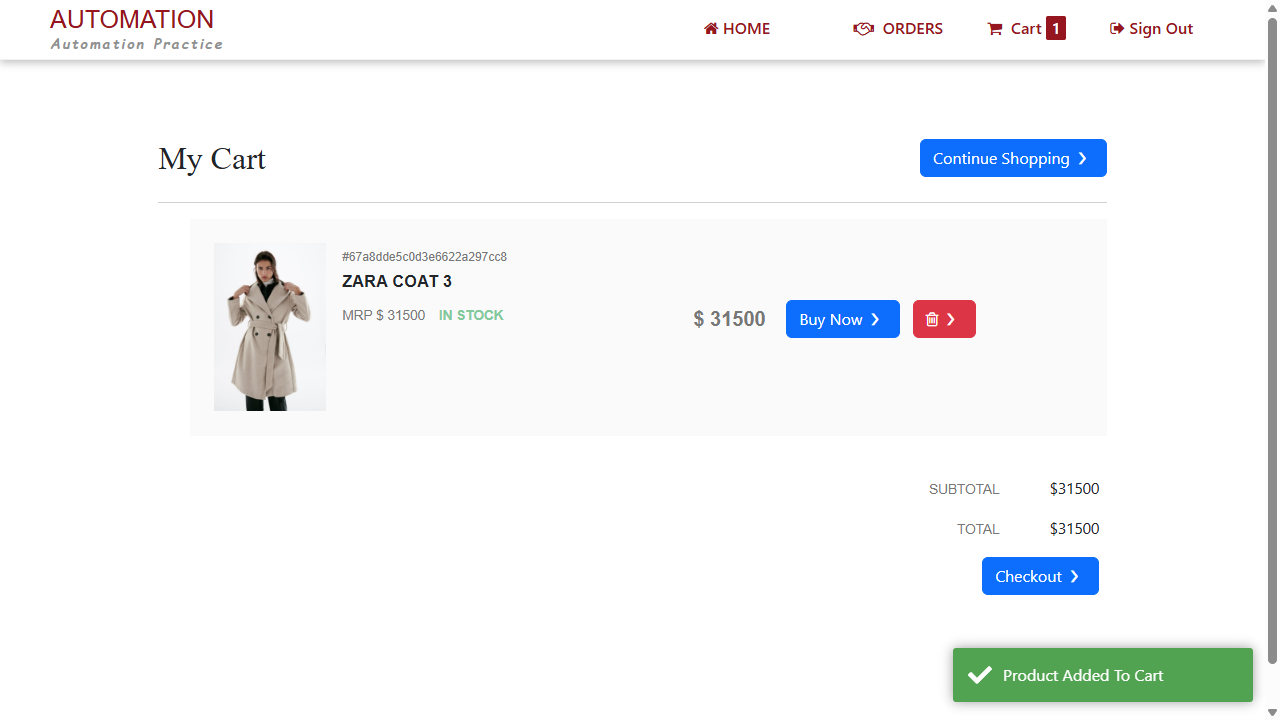 AUTOMATION
Automation Practice
HOME
ORDERS
Cart 1
Sign Out
My Cart
Continue Shopping ❯
#67a8dde5c0d3e6622a297cc8
ZARA COAT 3
MRP $ 31500 IN STOCK
$ 31500
Buy Now ❯
❯
SUBTOTAL $31500
TOTAL $31500
Checkout ❯
Product Added To Cart